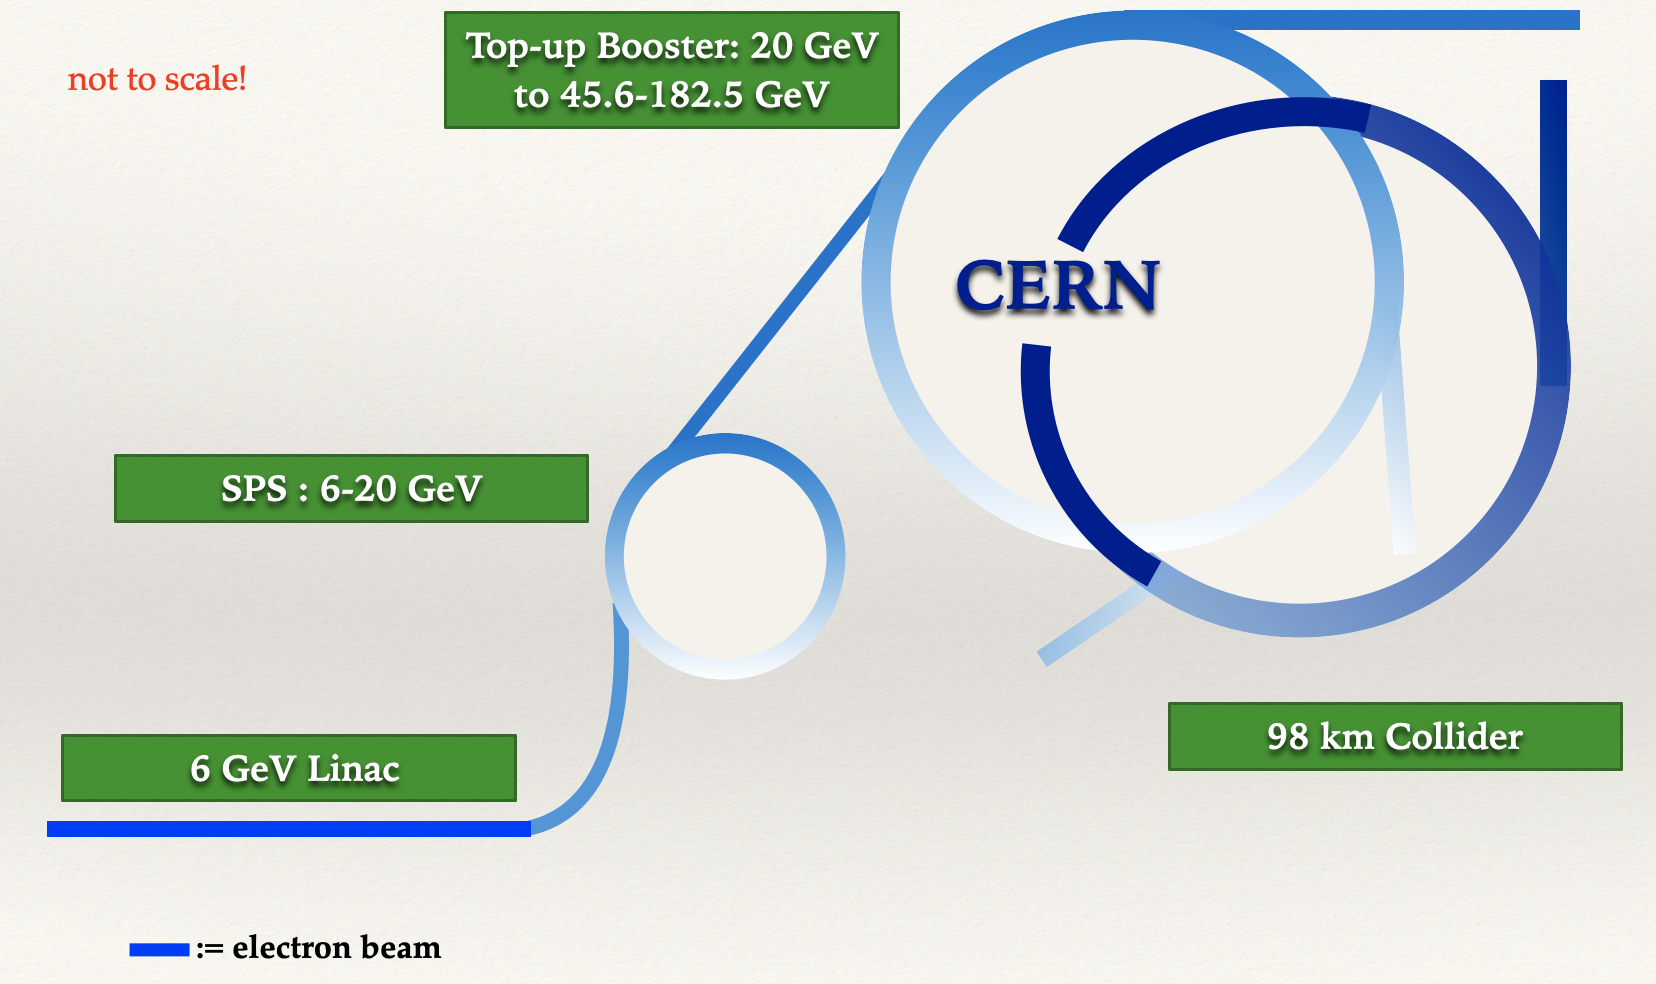 Top-up Booster: 20 GeV
to 45.6-182.5 GeV
not to scale!
CERN
SPS : 6-20 GeV
98 km Collider
6 GeV Linac
:= electron beam